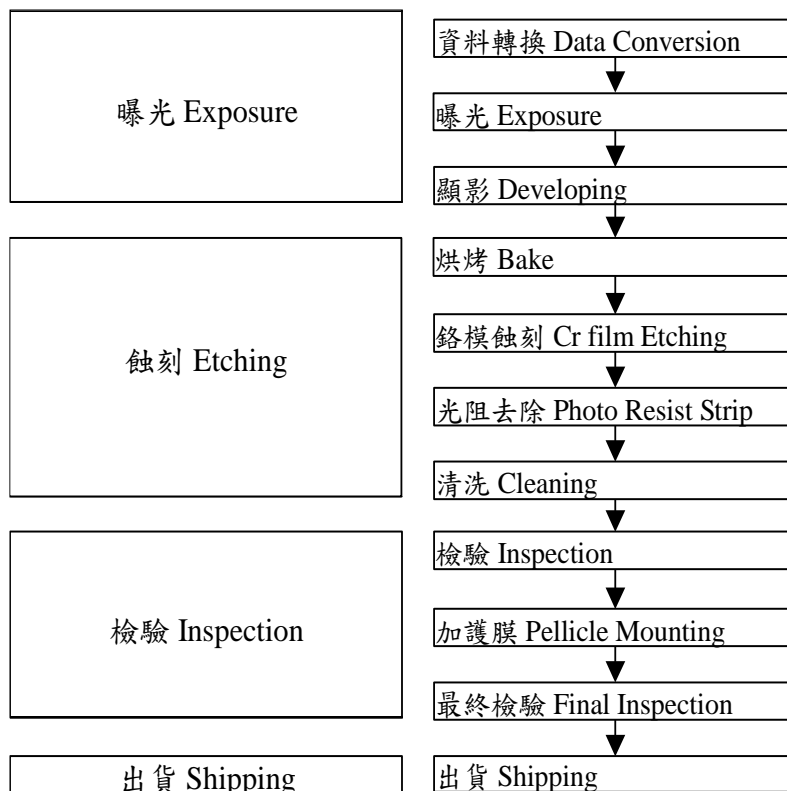 曝光 Exposure
蝕刻 Etching
檢驗 Inspection
出貨 Shipping
資料轉換 Data Conversion
曝光 Exposure
顯影 Developing
烘烤 Bake
鉻模蝕刻 Cr film Etching
光阻去除 Photo Resist Strip
清洗 Cleaning
檢驗 Inspection
加護膜 Pellicle Mounting
最終檢驗 Final Inspection
出貨 Shipping